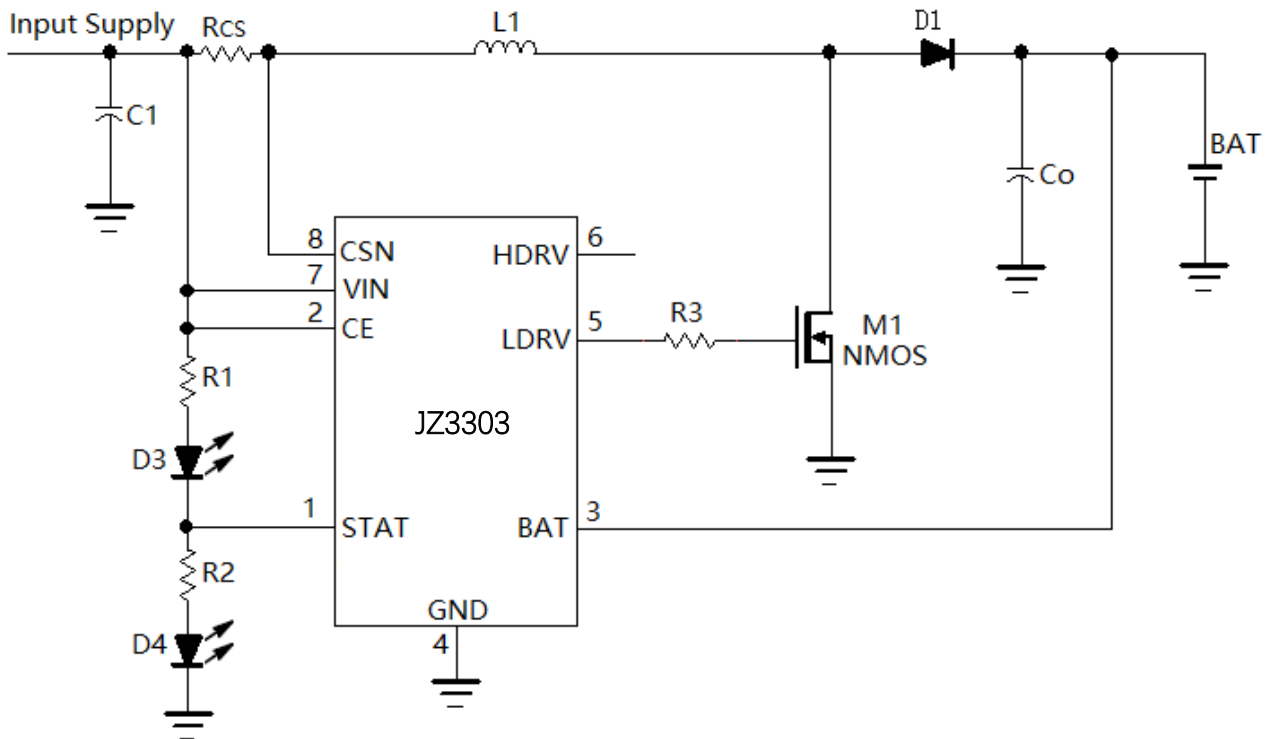 Input Supply
Rcs
L1
D1
C1
BAT
Co
8
CSN
HDRV
6
7
VIN
2
CE
LDRV
5
R3
M1
NMOS
R1
JZ3303
D3
1
STAT
BAT
3
R2
GND
4
D4